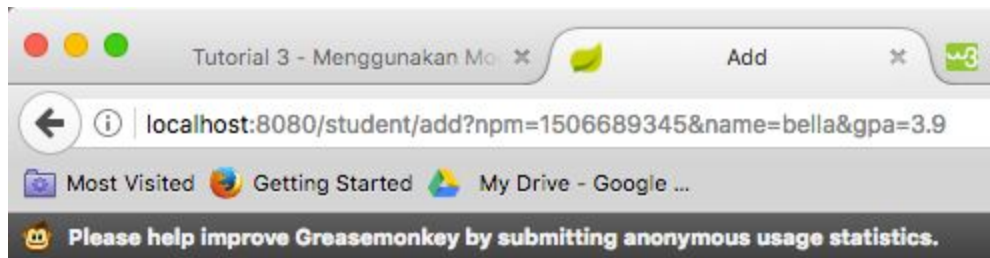 Tutorial 3 - Menggunakan Mo
Add
w3
localhost:8080/student/add?npm=1506689345&name=bella&gpa=3.9
Most Visited
Getting Started
My Drive - Google ...
Please help improve Greasemonkey by submitting anonymous usage statistics.